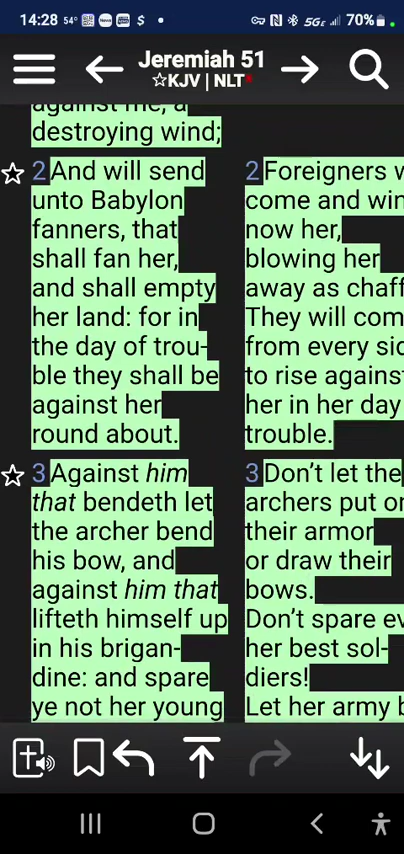 14:28 54° $ 5GE 70%
Jeremiah 51
☆KJV | NLT
destroying wind;
2 And will send
unto Babylon
fanners, that
shall fan her,
and shall empty
her land: for in
the day of trou-
ble they shall be
against her
round about.
3 Against him
that bendeth let
the archer bend
his bow, and
against him that
lifteth himself up
in his brigan-
dine: and spare
ye not her young
2 Foreigners
come and win
now her,
blowing her
away as chaff
They will com
from every sid
to rise agains
her in her day
trouble.
3 Don't let the
archers put on
their armor
or draw their
bows.
Don't spare ev
her best sol-
diers!
Let her army b